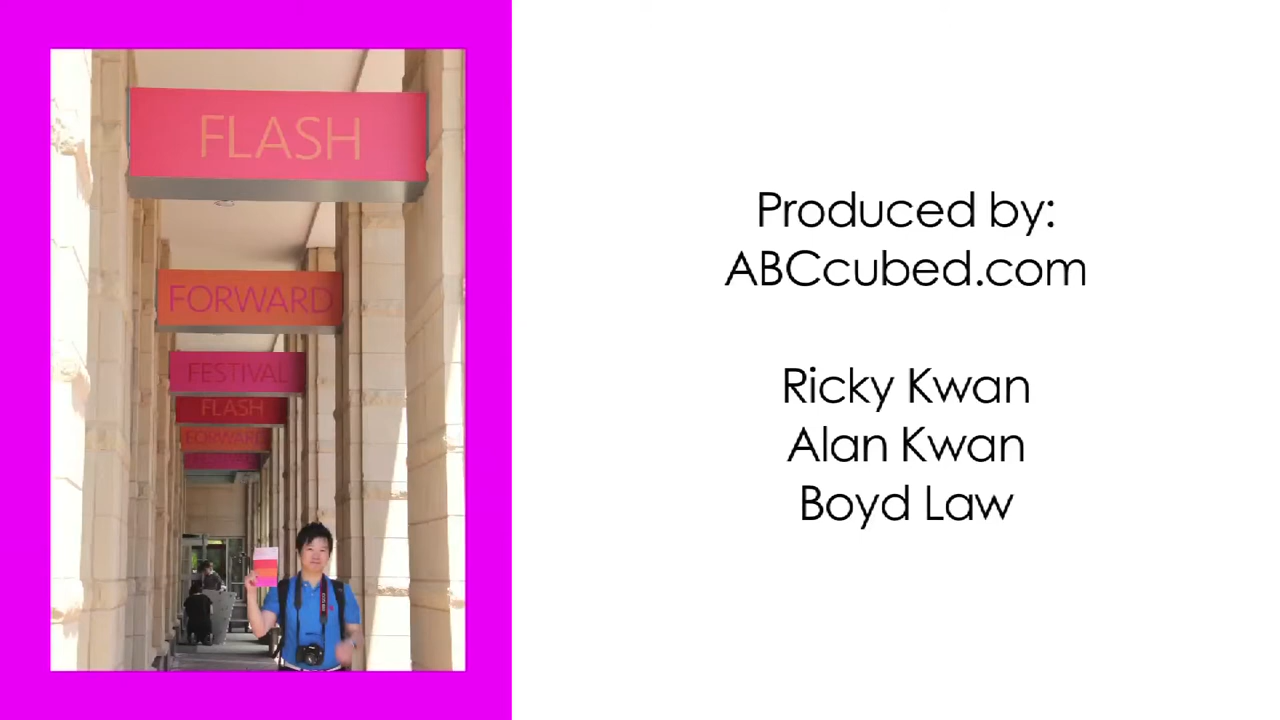 FLASH
FORWARD
FESTIVAL
FLASH
FORWARD
Produced by:
ABCcubed.com
Ricky Kwan
Alan Kwan
Boyd Law